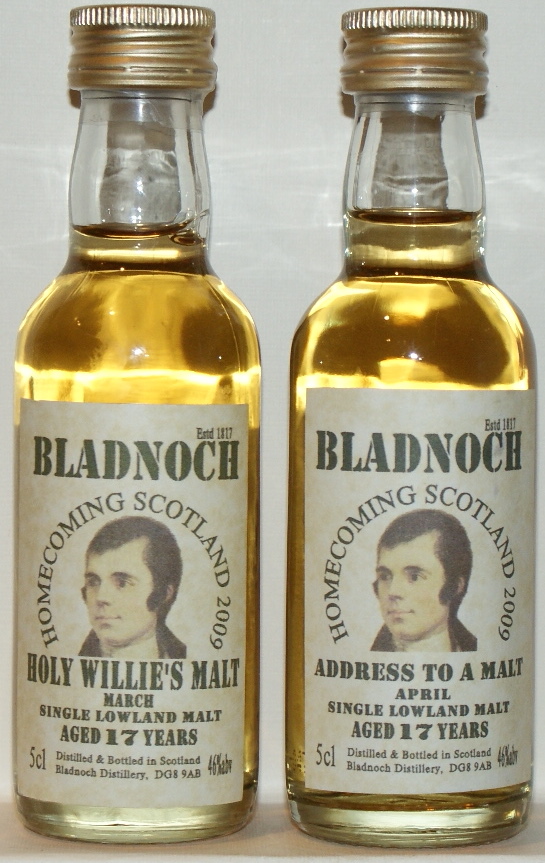 Estd 1817
BLADNOCH
HOMECOMING SCOTLAND 2009
HOLY WILLIE'S MALT
MARCH
SINGLE LOWLAND MALT
AGED 17 YEARS
5cl Distilled & Bottled in Scotland 46%abv
Bladnoch Distillery, DG8 9AB
Estd 1817
BLADNOCH
HOMECOMING SCOTLAND 2009
ADDRESS TO A MALT
APRIL
SINGLE LOWLAND MALT
AGED 17 YEARS
5cl Distilled & Bottled in Scotland 46%abv
Bladnoch Distillery, DG8 9AB